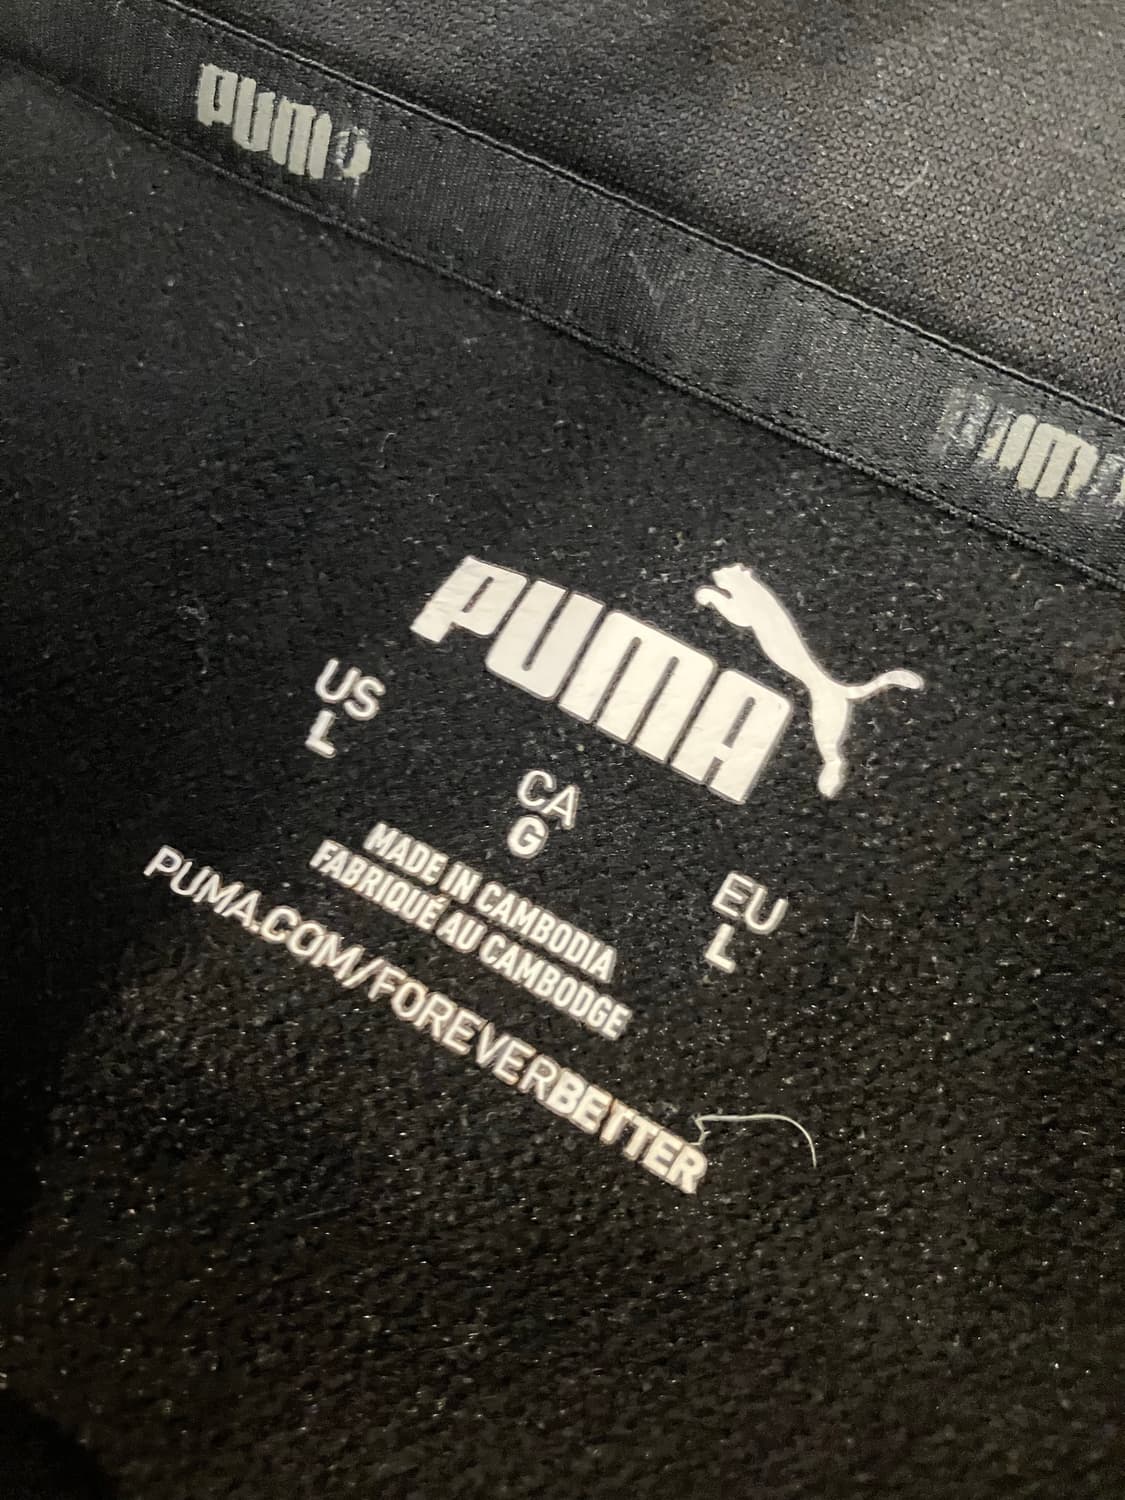 PUMA
PUMA
PUMA
US
L
CA
G
EU
L
MADE IN CAMBODIA
FABRIQUÉ AU CAMBODGE
PUMA.COM/FOREVERBETTER